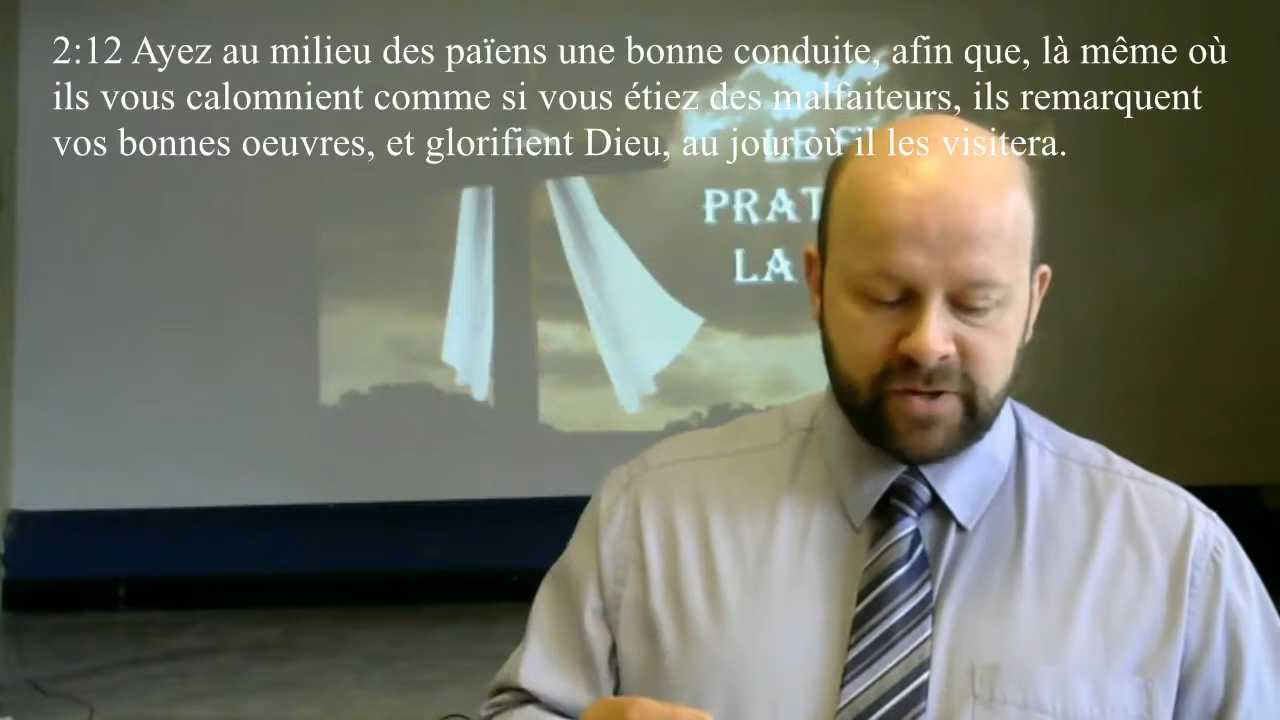 2:12 Ayez au milieu des païens une bonne conduite, afin que, là même où
ils vous calomnient comme si vous étiez des malfaiteurs, ils remarquent
vos bonnes oeuvres, et glorifient Dieu, au jour où il les visitera.
LE
LA